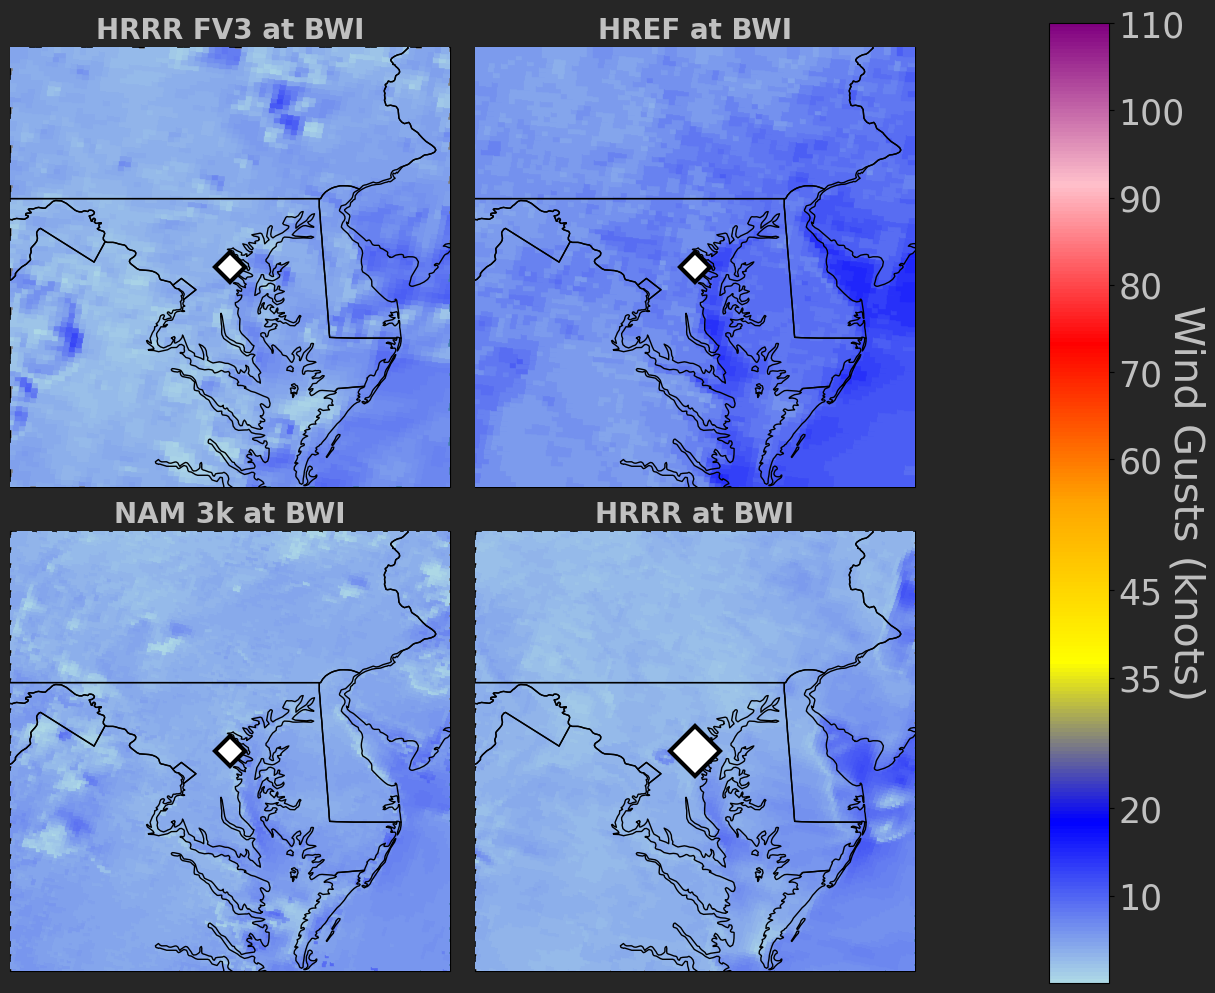 HRRR FV3 at BWI
HREF at BWI
NAM 3k at BWI
HRRR at BWI
110
100
90
80
70
60
45
35
20
10
Wind Gusts (knots)